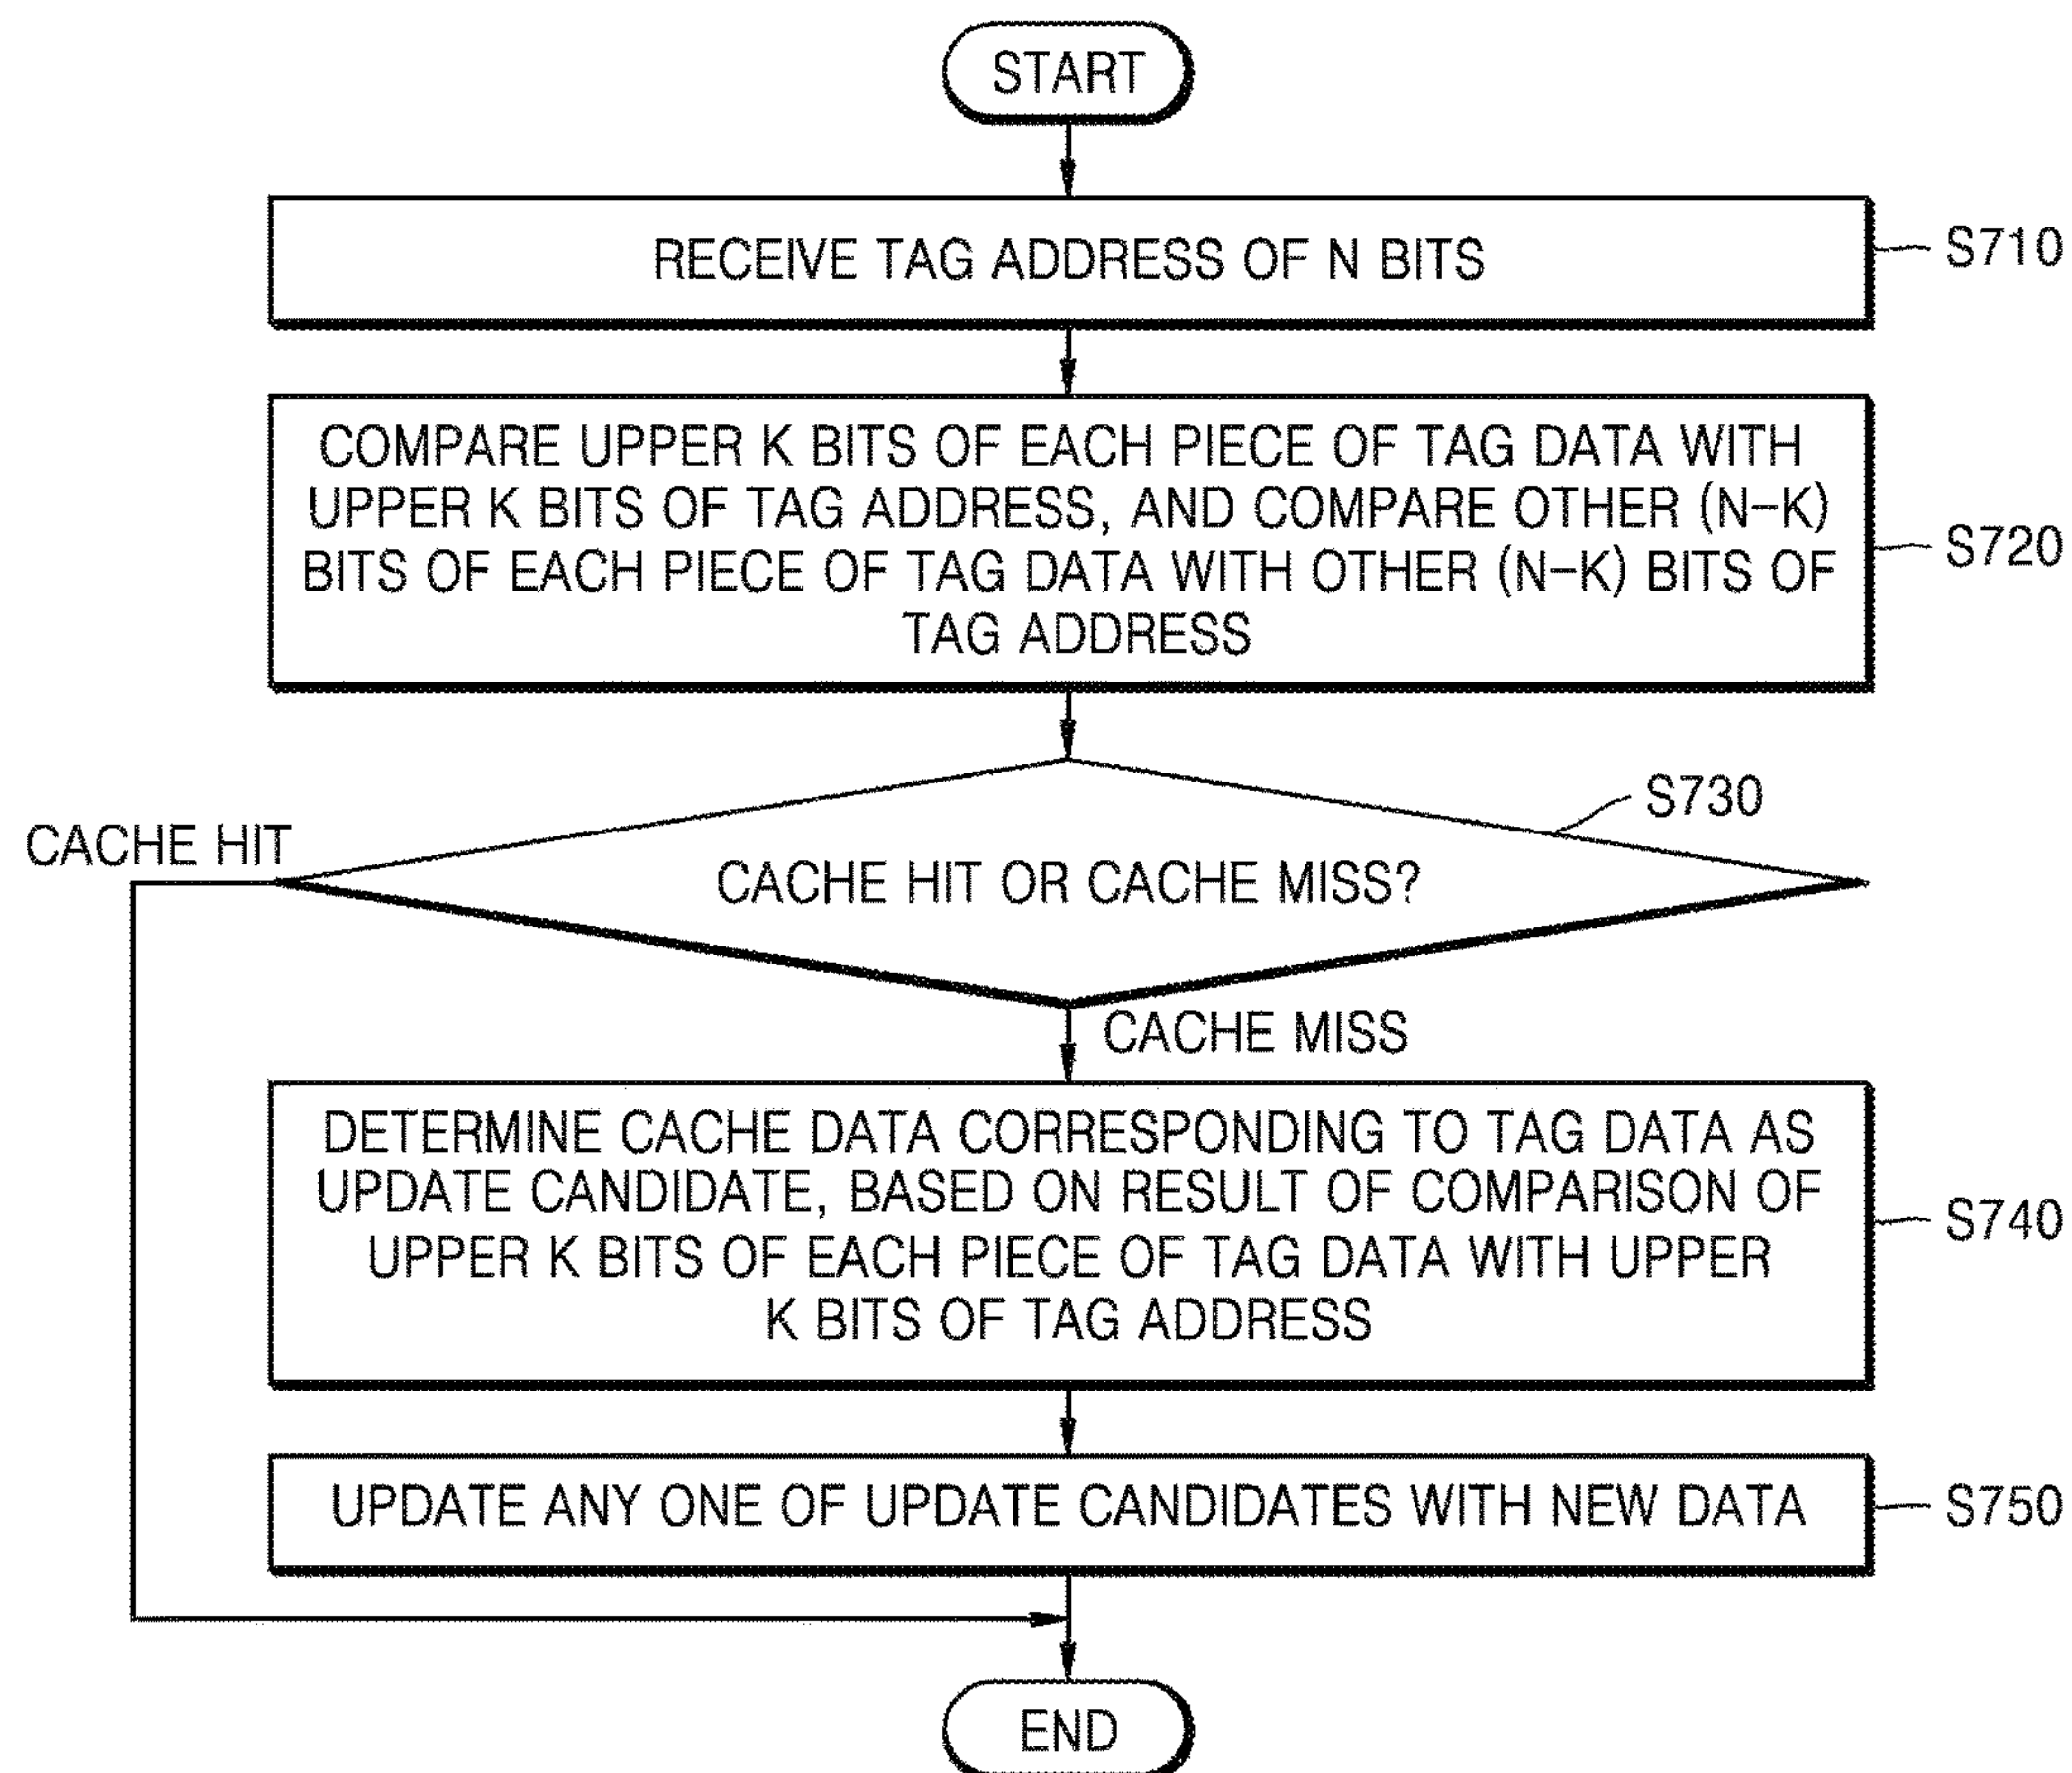 START
RECEIVE TAG ADDRESS OF N BITS
S710
COMPARE UPPER K BITS OF EACH PIECE OF TAG DATA WITH
UPPER K BITS OF TAG ADDRESS, AND COMPARE OTHER (N-K)
BITS OF EACH PIECE OF TAG DATA WITH OTHER (N-K) BITS OF
TAG ADDRESS
S720
S730
CACHE HIT
CACHE HIT OR CACHE MISS?
CACHE MISS
DETERMINE CACHE DATA CORRESPONDING TO TAG DATA AS
UPDATE CANDIDATE, BASED ON RESULT OF COMPARISON OF
UPPER K BITS OF EACH PIECE OF TAG DATA WITH UPPER
K BITS OF TAG ADDRESS
S740
UPDATE ANY ONE OF UPDATE CANDIDATES WITH NEW DATA
S750
END